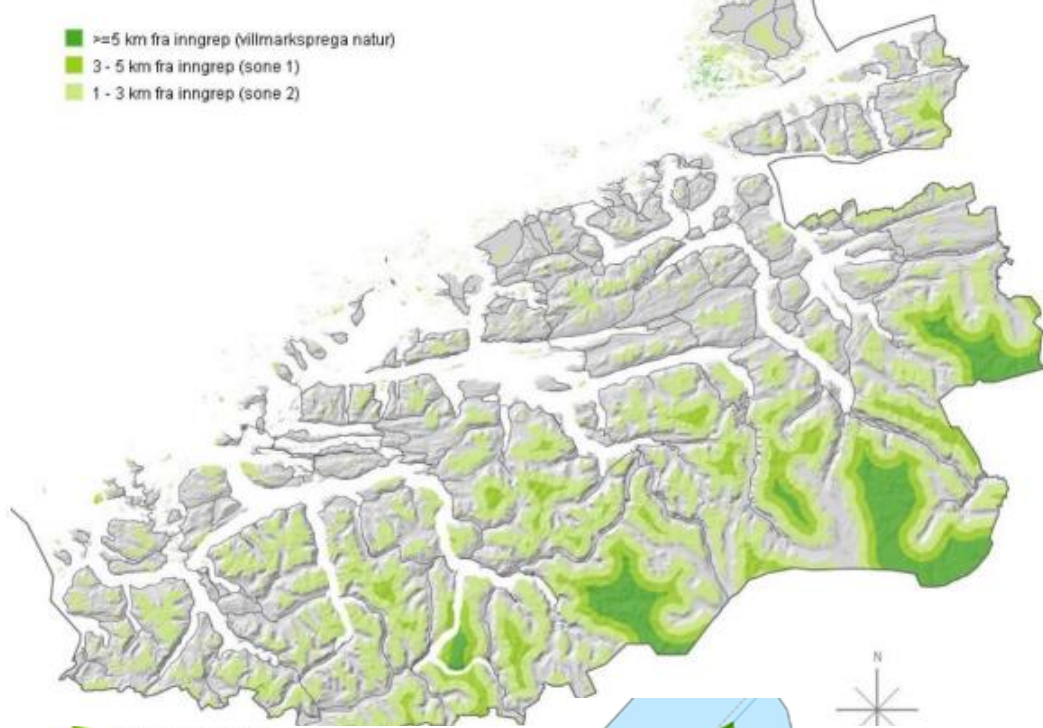 >=5 km fra inngrep (villmarksprega natur)
3 - 5 km fra inngrep (sone 1)
1 - 3 km fra inngrep (sone 2)
N